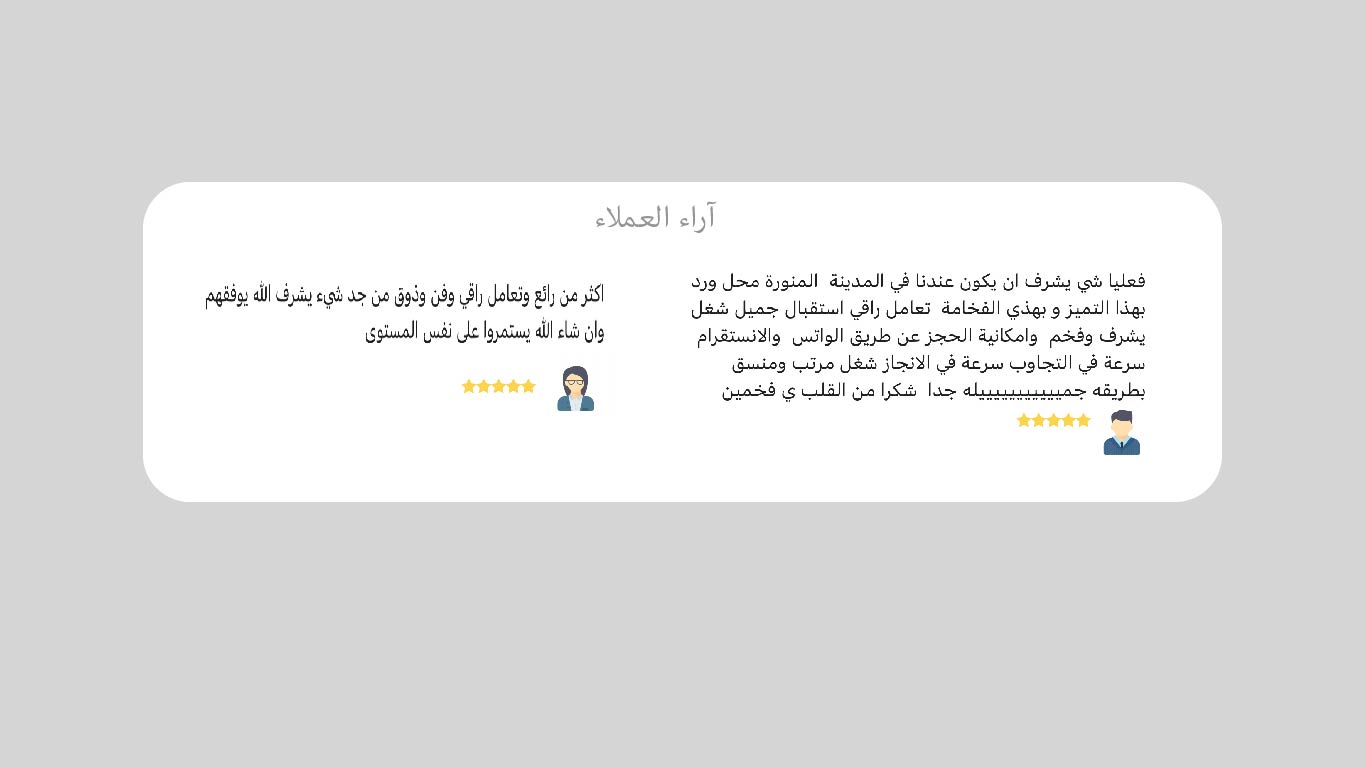 آراء العملاء
فعليا شي يشرف ان يكون عندنا في المدينة المنورة محل ورد
بهذا التميز و بهذي الفخامة تعامل راقي استقبال جميل شغل
يشرف وفخم وامكانية الحجز عن طريق الواتس والانستقرام
سرعة في التجاوب سرعة في الانجاز شغل مرتب ومنسق
بطريقه جمييييييييييييله جدا شكرا من القلب ي فخمين
اكثر من رائع وتعامل راقي وفن وذوق من جد شيء يشرف الله يوفقهم
وان شاء الله يستمروا على نفس المستوى